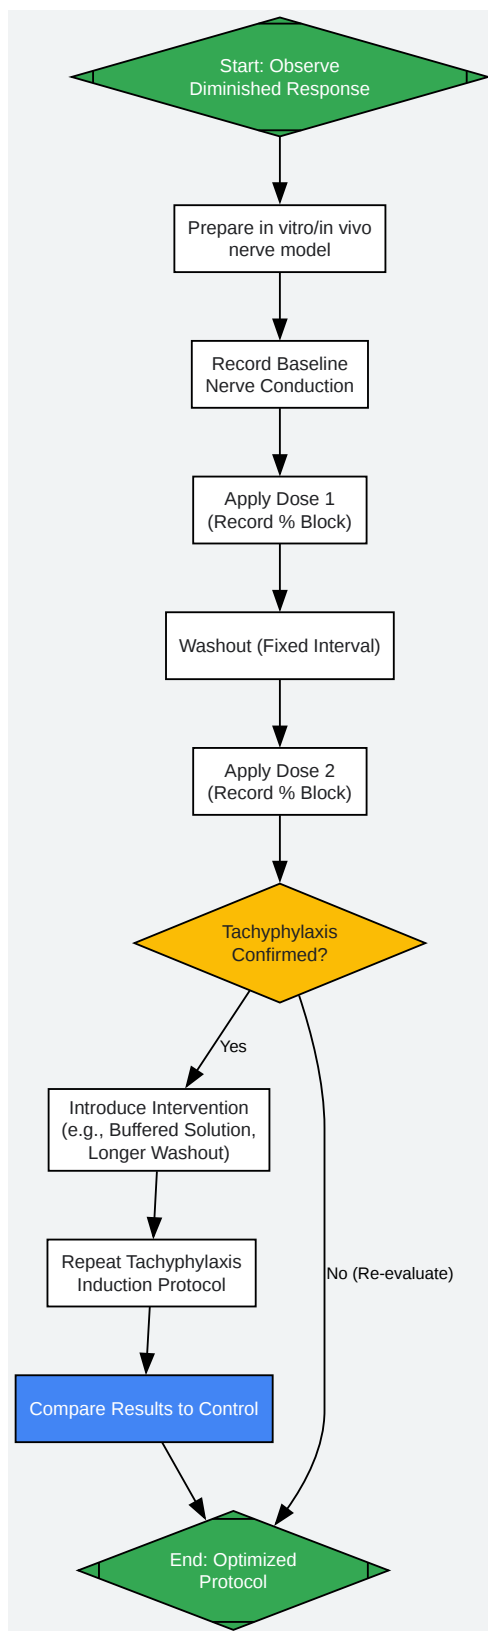 Start: Observe
Diminished Response
Prepare in vitro/in vivo
nerve model
Record Baseline
Nerve Conduction
Apply Dose 1
(Record % Block)
Washout (Fixed Interval)
Apply Dose 2
(Record % Block)
Tachyphylaxis
Confirmed?
Yes
Introduce Intervention
(e.g., Buffered Solution,
Longer Washout)
Repeat Tachyphylaxis
Induction Protocol
No (Re-evaluate)
Compare Results to Control
End: Optimized
Protocol